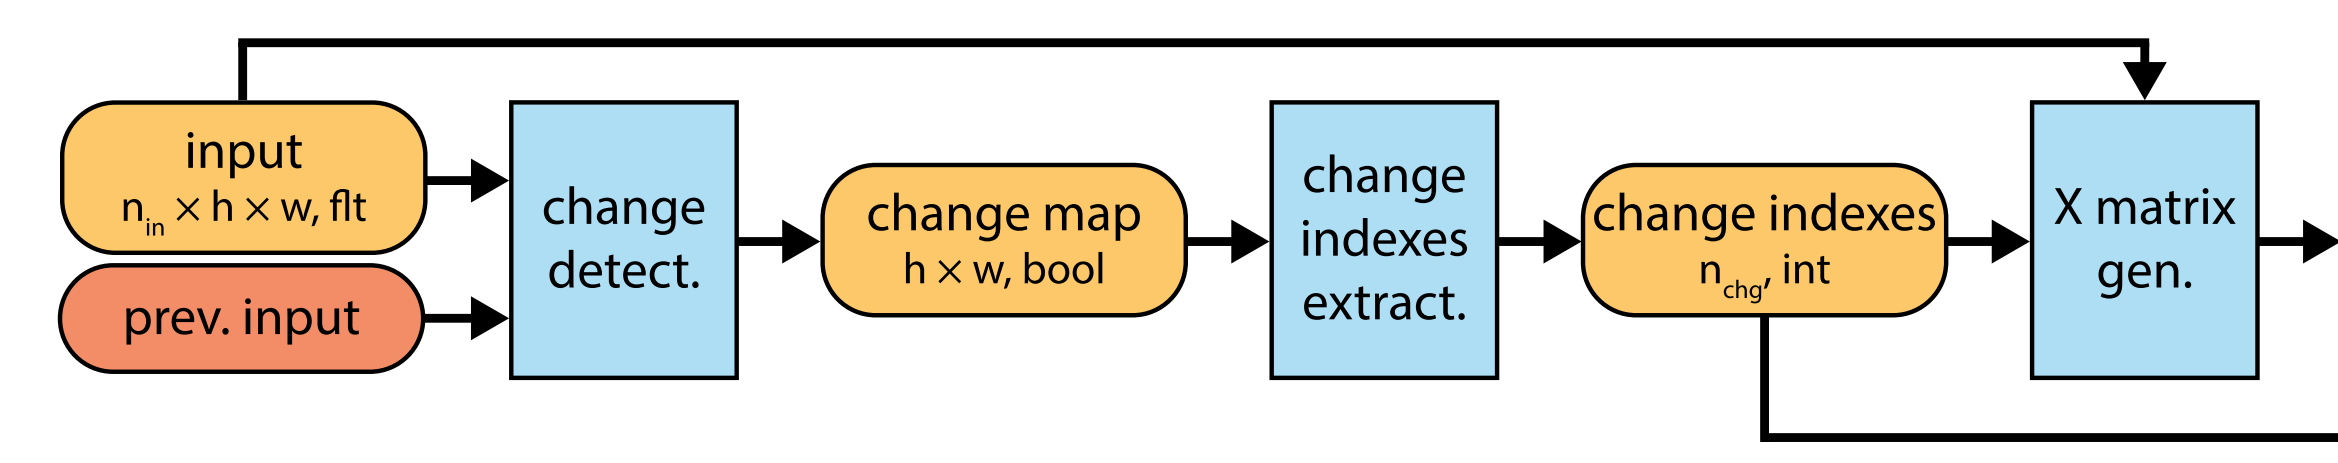 input
n_in × h × w, flt
prev. input
change
detect.
change map
h × w, bool
change
indexes
extract.
change indexes
n_chg, int
X matrix
gen.